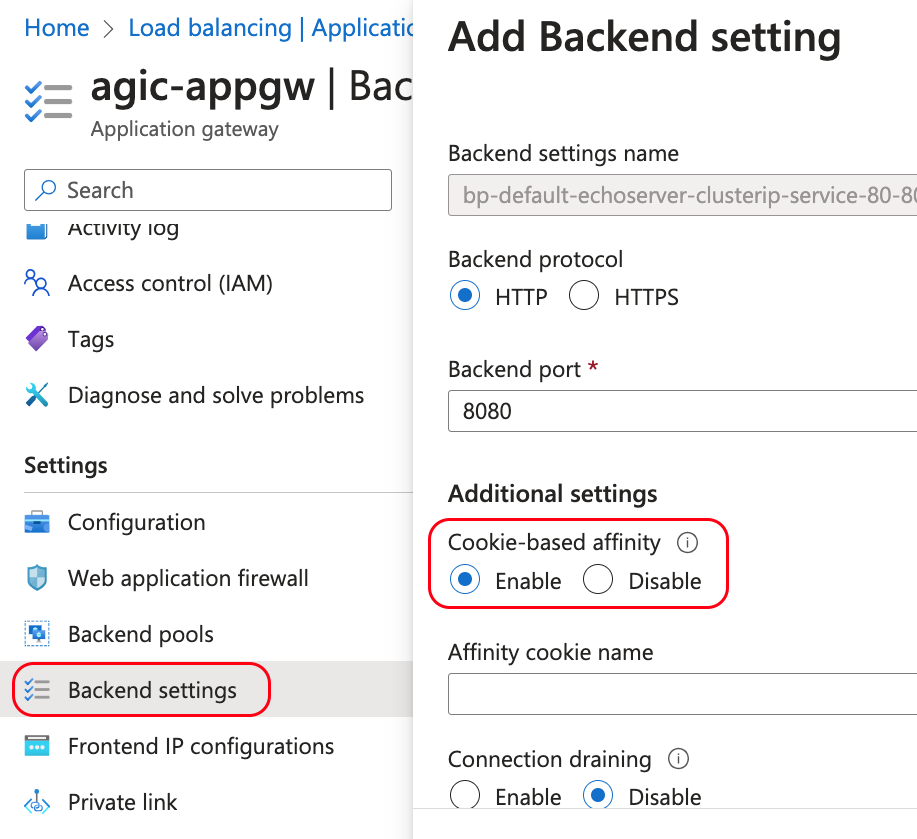 Home > Load balancing | Applicatic
agic-appgw | Bac
Application gateway
Search
Activity log
Access control (IAM)
Tags
Diagnose and solve problems
Settings
Configuration
Web application firewall
Backend pools
Backend settings
Frontend IP configurations
Private link
Add Backend setting
Backend settings name
bp-default-echoserver-clusterip-service-80-80
Backend protocol
HTTP HTTPS
Backend port *
8080
Additional settings
Cookie-based affinity
Enable Disable
Affinity cookie name
Connection draining
Enable Disable